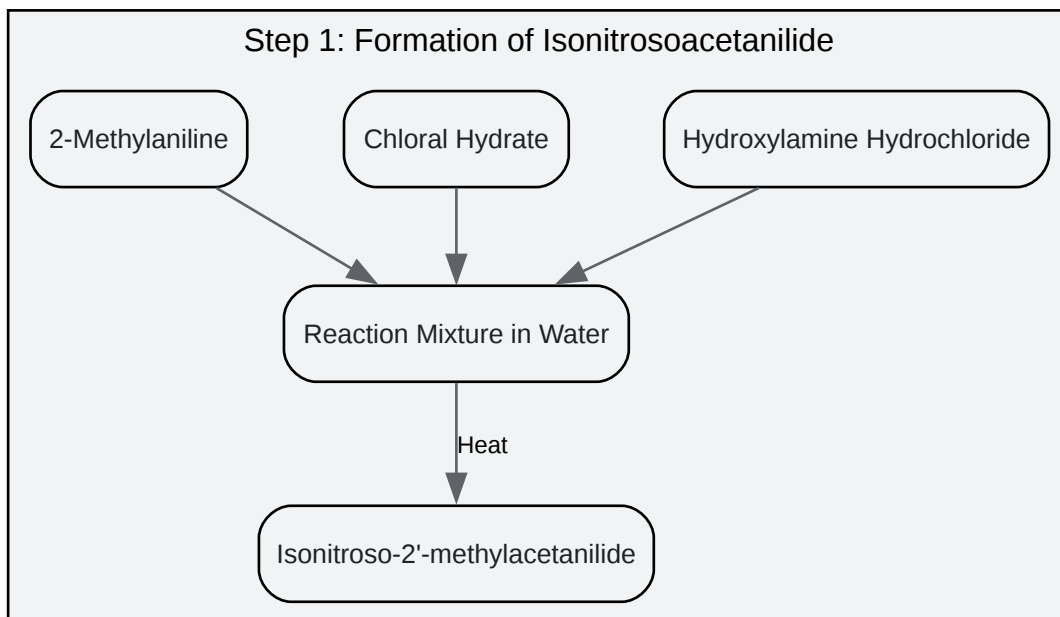 Step 1: Formation of Isonitrosoacetanilide
2-Methylaniline
Chloral Hydrate
Hydroxylamine Hydrochloride
Reaction Mixture in Water
Heat
Isonitroso-2'-methylacetanilide